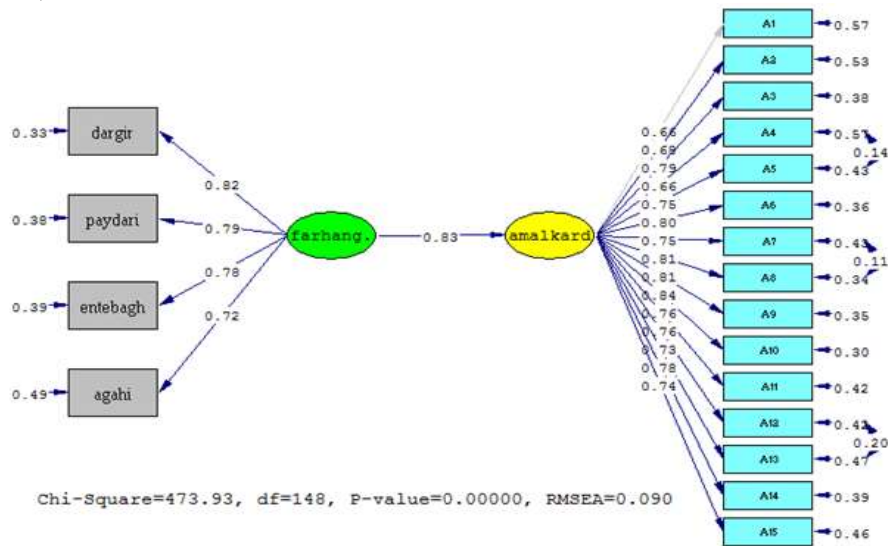 A1
0.57
A2
0.53
A3
0.38
0.66
A4
0.57
0.33
dargir
0.68
0.14
0.79
A5
0.43
0.66
0.82
0.75
A6
0.36
0.38
paydari
0.80
0.79
farhang.
0.83
amalkard
0.75
A7
0.43
0.11
0.78
0.81
A8
0.34
0.81
0.39
entebagh
0.84
A9
0.35
0.72
0.76
0.76
A10
0.30
0.73
0.78
A11
0.42
0.49
agahi
0.74
A12
0.42
0.20
A13
0.47
Chi-Square=473.93, df=148, P-value=0.00000, RMSEA=0.090
A14
0.39
A15
0.46